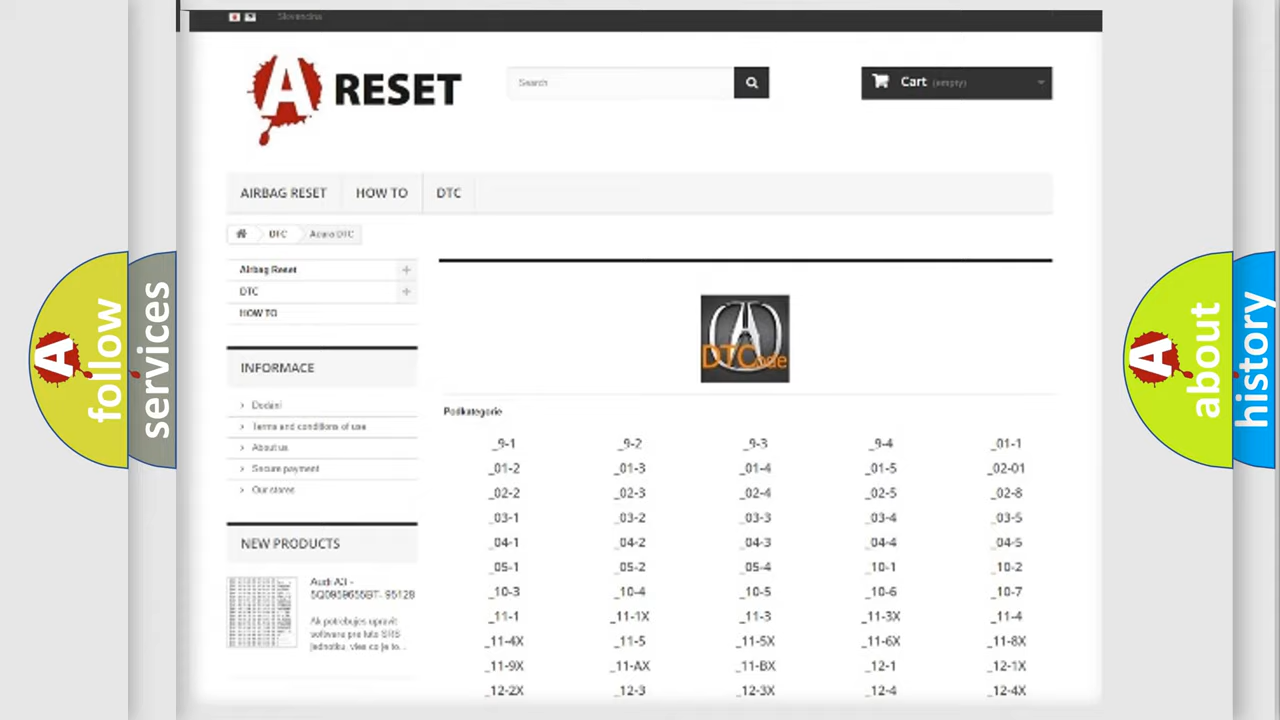 Slovencina
A RESET
Search
Cart (empty)
AIRBAG RESET HOW TO DTC
DTC Acura DTC
Airbag Reset
DTC
HOW TO
INFORMACE
Dodání
Terms and conditions of use
About us
Secure payment
Our stores
NEW PRODUCTS
Audi A3 -
5Q0959655BT- 95128
Ak potrebujes upravit
software pre tuto SRS
jednotku, vies co je to...
DTCode
Podkategorie
_9-1 _9-2 _9-3 _9-4 _01-1
_01-2 _01-3 _01-4 _01-5 _02-01
_02-2 _02-3 _02-4 _02-5 _02-8
_03-1 _03-2 _03-3 _03-4 _03-5
_04-1 _04-2 _04-3 _04-4 _04-5
_05-1 _05-2 _05-4 _10-1 _10-2
_10-3 _10-4 _10-5 _10-6 _10-7
_11-1 _11-1X _11-3 _11-3X _11-4
_11-4X _11-5 _11-5X _11-6X _11-8X
_11-9X _11-AX _11-BX _12-1 _12-1X
_12-2X _12-3 _12-3X _12-4 _12-4X
A follow
services
A about
history